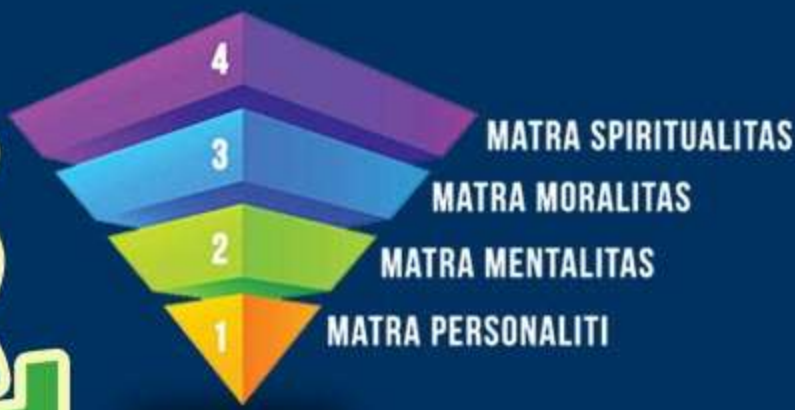 4
MATRA SPIRITUALITAS
3
MATRA MORALITAS
2
MATRA MENTALITAS
1
MATRA PERSONALITI